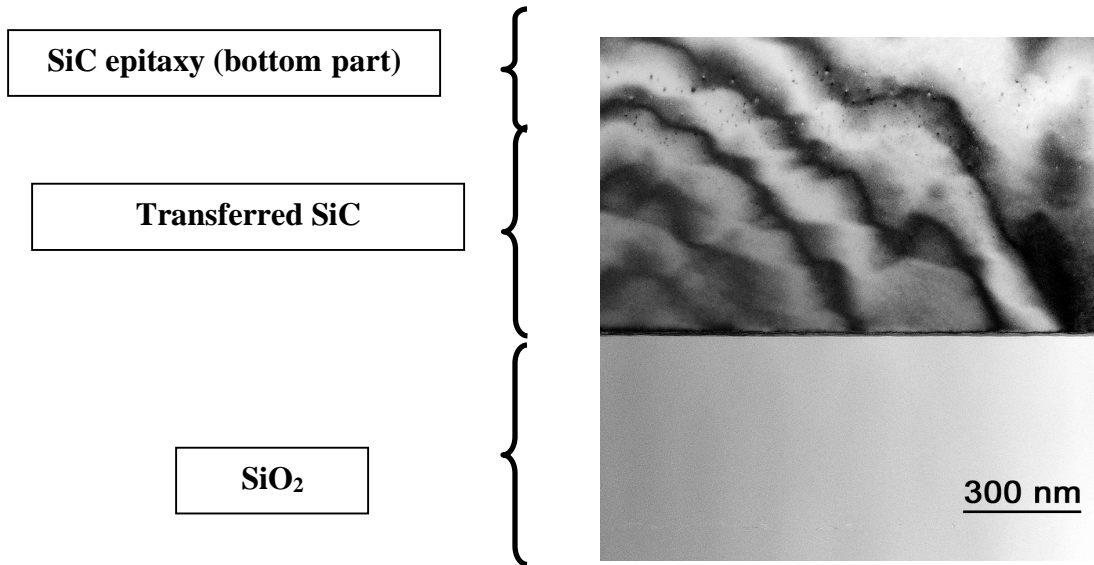 SiC epitaxy (bottom part)
Transferred SiC
SiO₂
300 nm